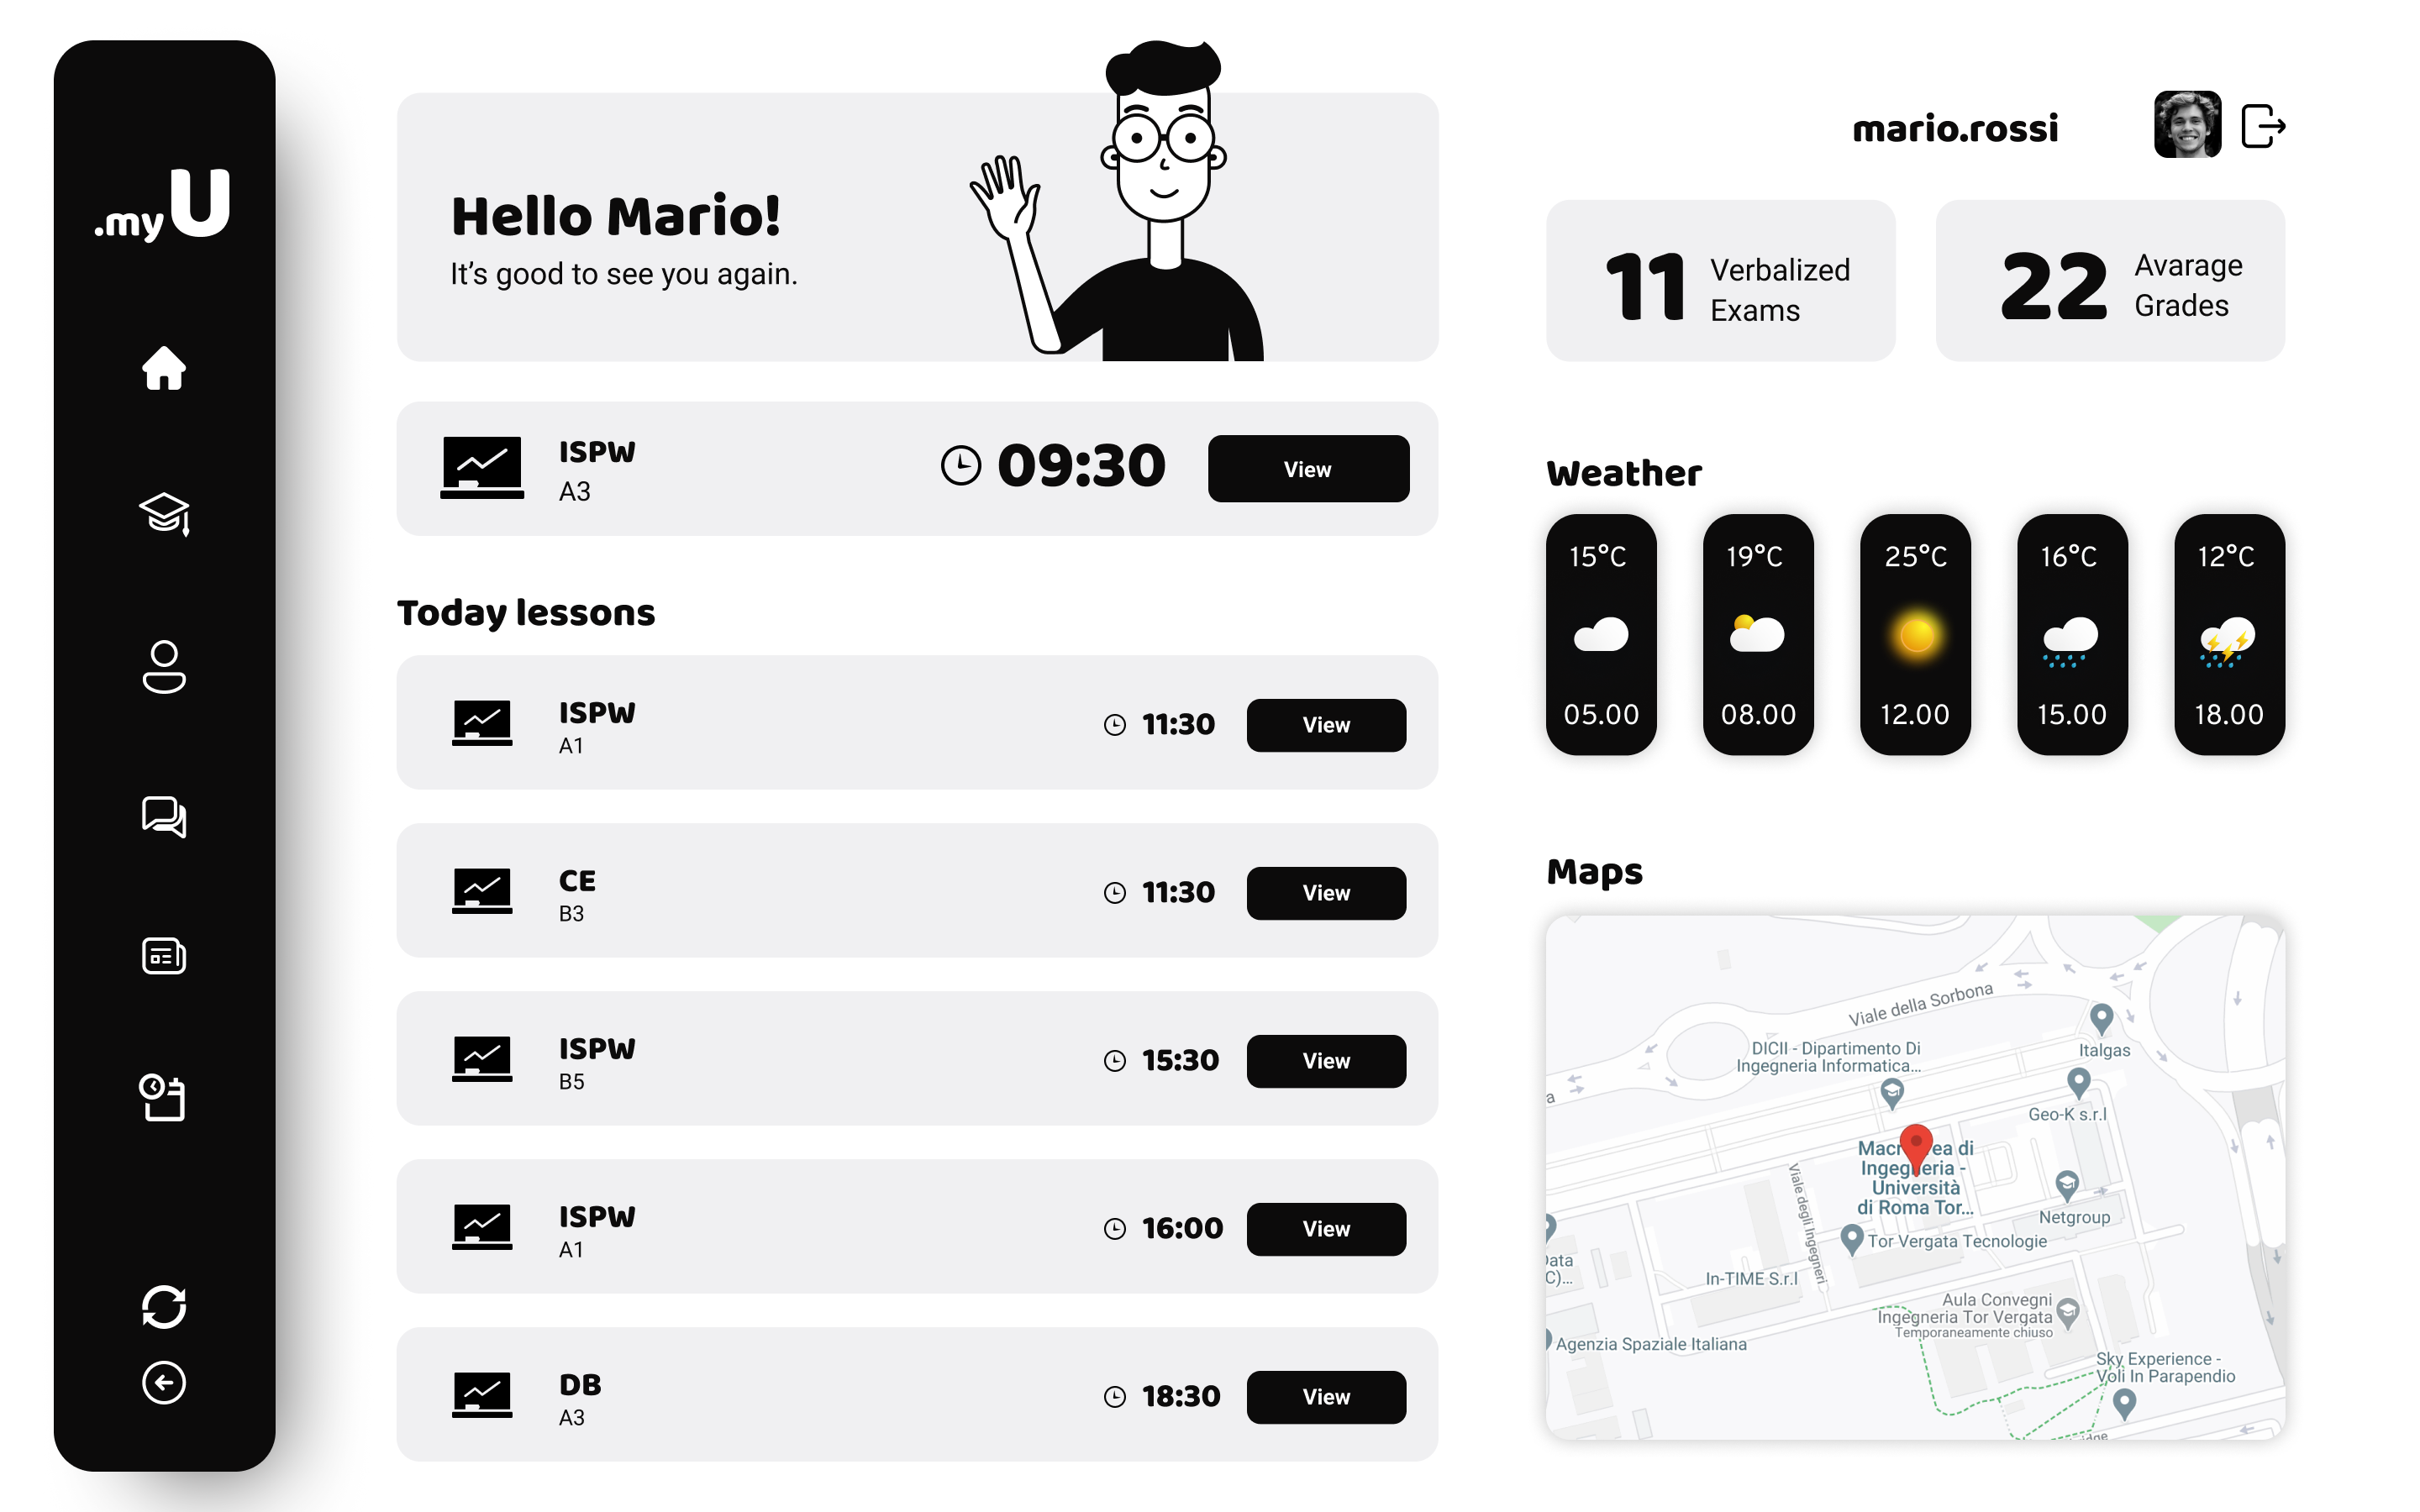 .myU
Hello Mario!
It's good to see you again.
mario.rossi
11
Verbalized
Exams
22
Avarage
Grades
ISPW
A3
09:30
View
Today lessons
ISPW
A1
11:30
View
CE
B3
11:30
View
ISPW
B5
15:30
View
ISPW
A1
16:00
View
DB
A3
18:30
View
Weather
15°C
05.00
19°C
08.00
25°C
12.00
16°C
15.00
12°C
18.00
Maps
Viale della Sorbona
DICII - Dipartimento Di
Ingegneria Informatica...
Italgas
a
Geo-K s.r.l
di
Ingegneria -
Università
di Roma Tor...
Viale degli Ingegneri
Netgroup
Tor Vergata Tecnologie
C)...
In-TIME S.r.l
Aula Convegni
Ingegneria Tor Vergata
Temporaneamente chiuso
Agenzia Spaziale Italiana
Sky Experience -
Voli In Parapendio